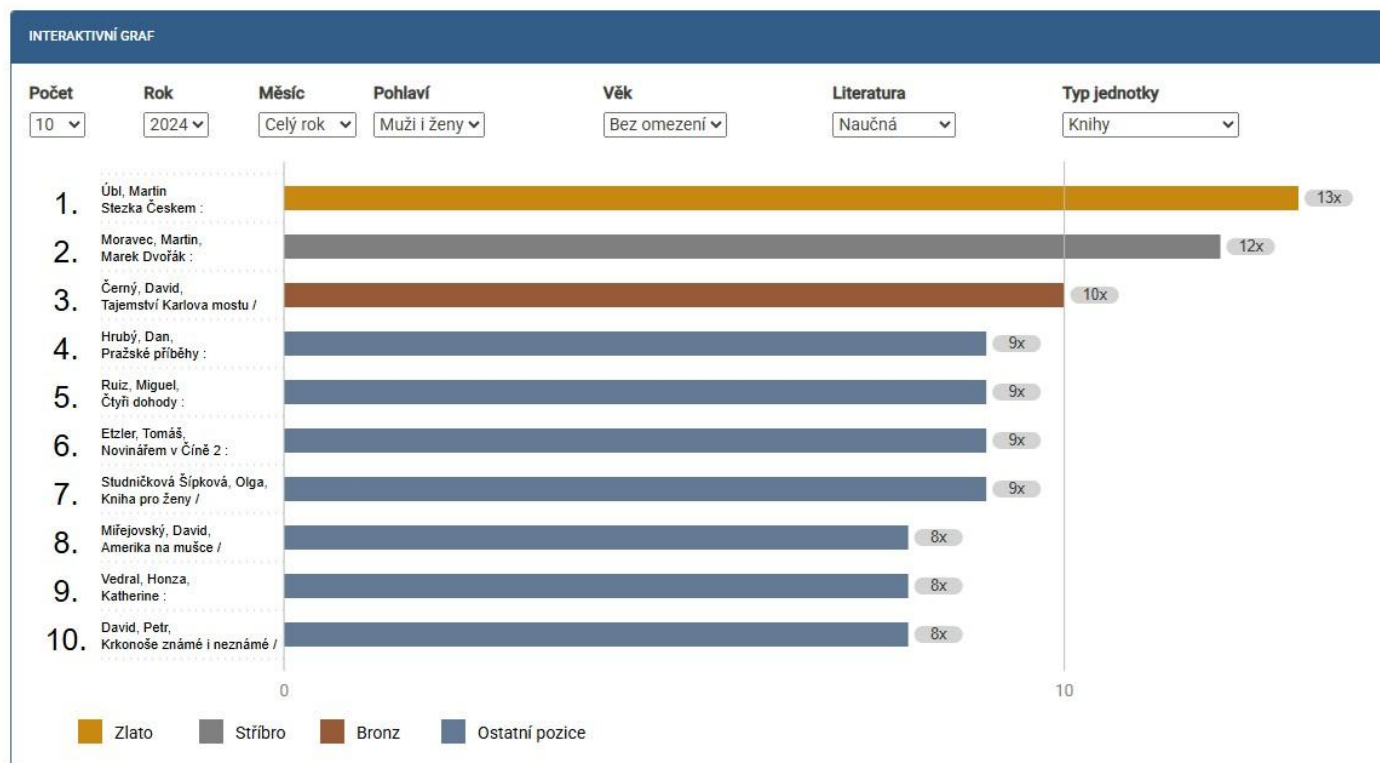 INTERAKTIVNÍ GRAF
Počet Rok Měsíc Pohlaví Věk Literatura Typ jednotky
10 2024 Celý rok Muži i ženy Bez omezení Naučná Knihy
1. Úbl, Martin
Stezka Českem : 13x
2. Moravec, Martin,
Marek Dvořák : 12x
3. Černý, David,
Tajemství Karlova mostu / 10x
4. Hrubý, Dan,
Pražské příběhy : 9x
5. Ruiz, Miguel,
Čtyři dohody : 9x
6. Etzler, Tomáš,
Novinářem v Číně 2 : 9x
7. Studničková Šípková, Olga,
Kniha pro ženy / 9x
8. Miřejovský, David,
Amerika na mušce / 8x
9. Vedral, Honza,
Katherine : 8x
10. David, Petr,
Krkonoše známé i neznámé / 8x
0 10
Zlato Stříbro Bronz Ostatní pozice